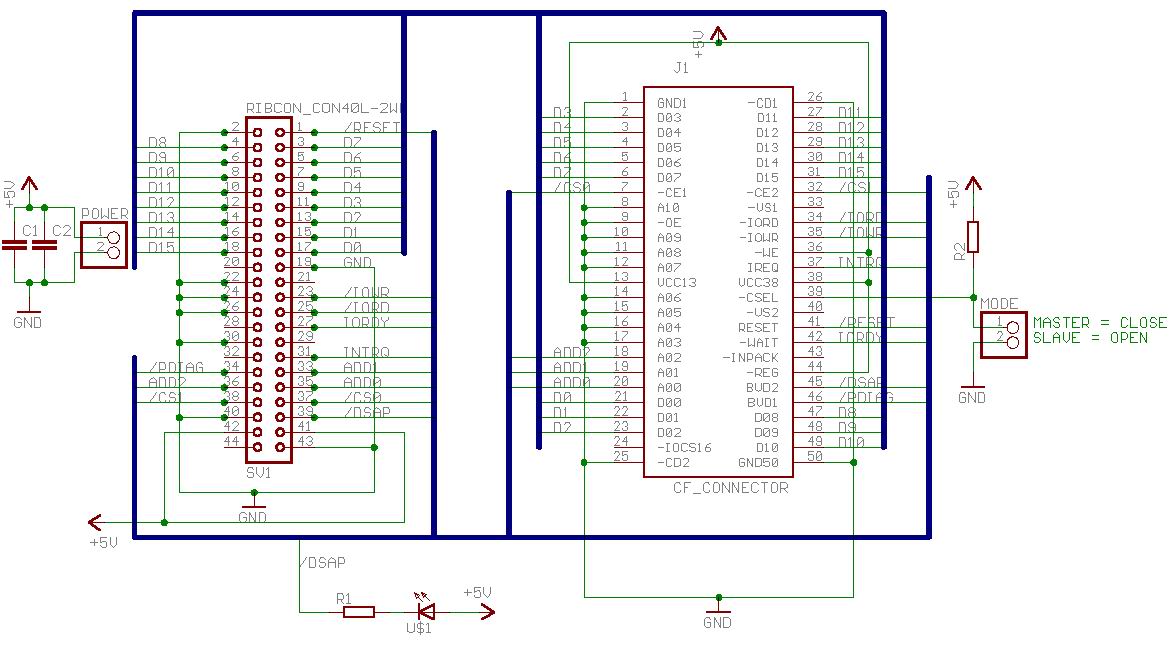 +5V
J1
RIBCON_CON40L-2W
D3 1 GND1 -CD1 26
D4 2 D03 D11 27 D11
D5 3 D04 D12 28 D12
D6 4 D05 D13 29 D13
D7 5 D06 D14 30 D14
/CS0 6 D07 D15 31 D15
7 -CE1 -CE2 32 /CS1
8 A10 -VS1 33
9 -OE -IORD 34 /IORD
10 A09 -IOWR 35 /IOWR
11 A08 -WE 36
12 A07 IREQ 37 INTRQ
13 VCC13 VCC38 38
14 A06 -CSEL 39
15 A05 -VS2 40
16 A04 RESET 41 /RESET
17 A03 -WAIT 42 IORDY
ADD2 18 A02 -INPACK 43
ADD1 19 A01 -REG 44
ADD0 20 A00 BVD2 45 /DSAP
D0 21 D00 BVD1 46 /PDIAG
D1 22 D01 D08 47 D8
D2 23 D02 D09 48 D9
24 -IOCS16 D10 49 D10
25 -CD2 GND50 50
CF_CONNECTOR
2 1 /RESET
D8 4 3 D7
D9 6 5 D6
D10 8 7 D5
D11 10 9 D4
D12 12 11 D3
D13 14 13 D2
D14 16 15 D1
D15 18 17 D0
20 19 GND
22 21
24 23 /IOWR
26 25 /IORD
28 27 IORDY
30 29
32 31 INTRQ
/PDIAG 34 33 ADD1
ADD2 36 35 ADD0
/CS1 38 37 /CS0
40 39 /DSAP
42 41
44 43
SV1
GND
+5V
+5V
C1 C2
POWER
1
2
GND
+5V
R2
MODE
1
2
MASTER = CLOSE
SLAVE = OPEN
GND
/DSAP
R1
U$1
+5V
GND